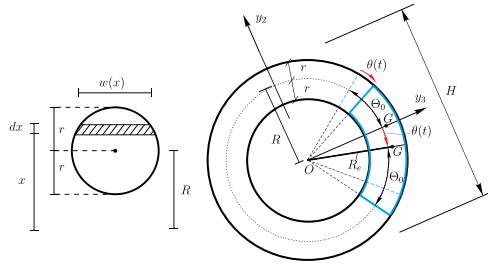 w(x)
dx
r
r
x
R
y₂
θ(t)
r
r
Θ₀
H
y₃
G
R
θ(t)
G
O
Rₑ
Θ₀